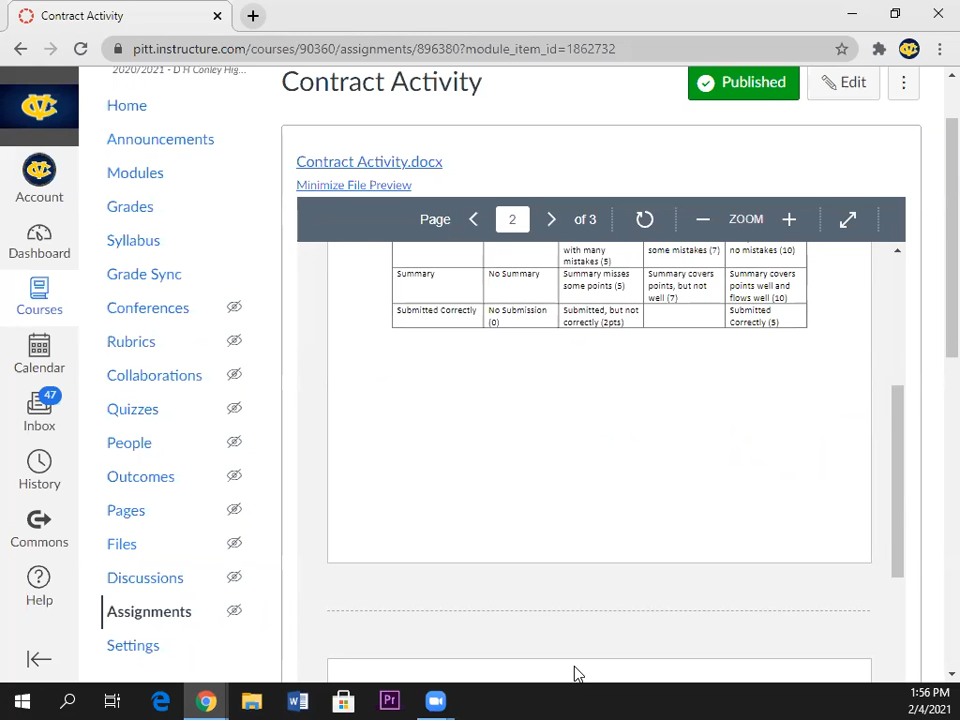 Contract Activity
pitt.instructure.com/courses/90360/assignments/896380?module_item_id=1862732
2020/2021 - D H Conley Hig...
Account
Dashboard
Courses
Calendar
47
Inbox
History
Commons
Help
Home
Announcements
Modules
Grades
Syllabus
Grade Sync
Conferences
Rubrics
Collaborations
Quizzes
People
Outcomes
Pages
Files
Discussions
Assignments
Settings
Contract Activity
Published
Edit
Contract Activity.docx
Minimize File Preview
Page 2 of 3 ZOOM
with many mistakes (5) some mistakes (7) no mistakes (10)
Summary
No Summary
Summary misses
some points (5)
Summary covers
points, but not
well (7)
Summary covers
points well and
flows well (10)
Submitted Correctly
No Submission
(0)
Submitted, but not
correctly (2pts)
Submitted
Correctly (5)
W
Pr
1:56 PM
2/4/2021